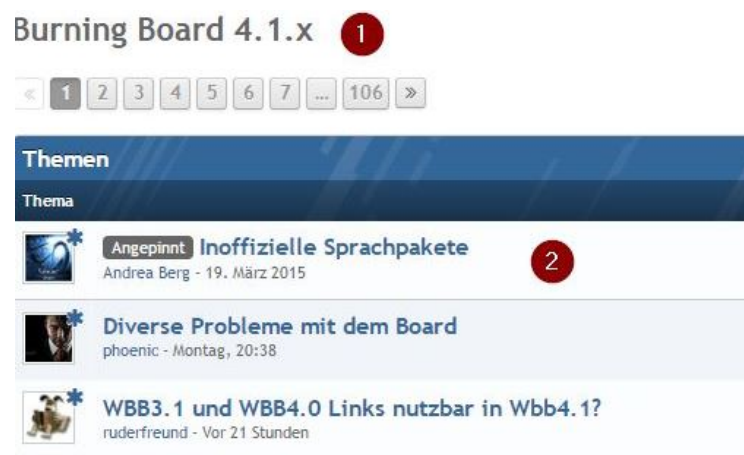 Burning Board 4.1.x 1
« 1 2 3 4 5 6 7 ... 106 »
Themen
Thema
Angepinnt Inoffizielle Sprachpakete 2
Andrea Berg - 19. März 2015
Diverse Probleme mit dem Board
phoenic - Montag, 20:38
WBB3.1 und WBB4.0 Links nutzbar in Wbb4.1?
ruderfreund - Vor 21 Stunden